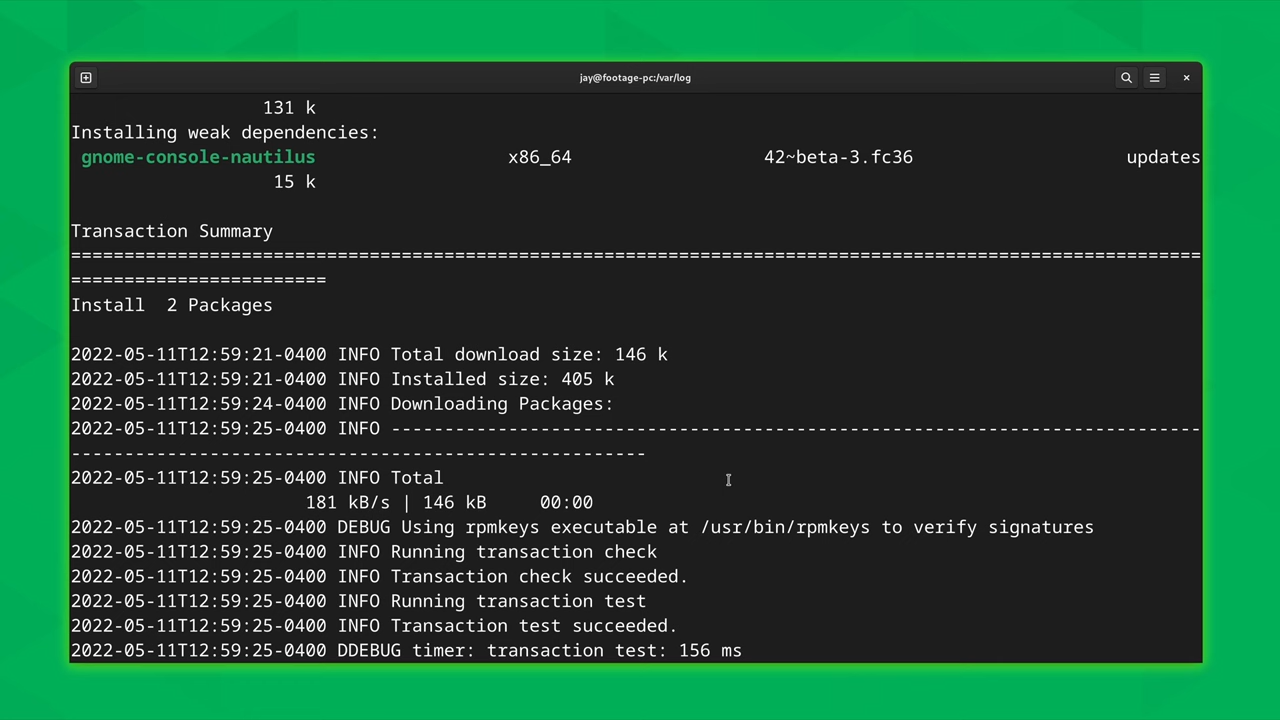 jay@footage-pc:/var/log
131 k
Installing weak dependencies:
gnome-console-nautilus x86_64 42~beta-3.fc36 updates
15 k
Transaction Summary
==========================================================================================================
========================
Install  2 Packages
2022-05-11T12:59:21-0400 INFO Total download size: 146 k
2022-05-11T12:59:21-0400 INFO Installed size: 405 k
2022-05-11T12:59:24-0400 INFO Downloading Packages:
2022-05-11T12:59:25-0400 INFO ----------------------------------------------------------------------------
------------------------------------------------------
2022-05-11T12:59:25-0400 INFO Total
181 kB/s | 146 kB     00:00
2022-05-11T12:59:25-0400 DEBUG Using rpmkeys executable at /usr/bin/rpmkeys to verify signatures
2022-05-11T12:59:25-0400 INFO Running transaction check
2022-05-11T12:59:25-0400 INFO Transaction check succeeded.
2022-05-11T12:59:25-0400 INFO Running transaction test
2022-05-11T12:59:25-0400 INFO Transaction test succeeded.
2022-05-11T12:59:25-0400 DDEBUG timer: transaction test: 156 ms